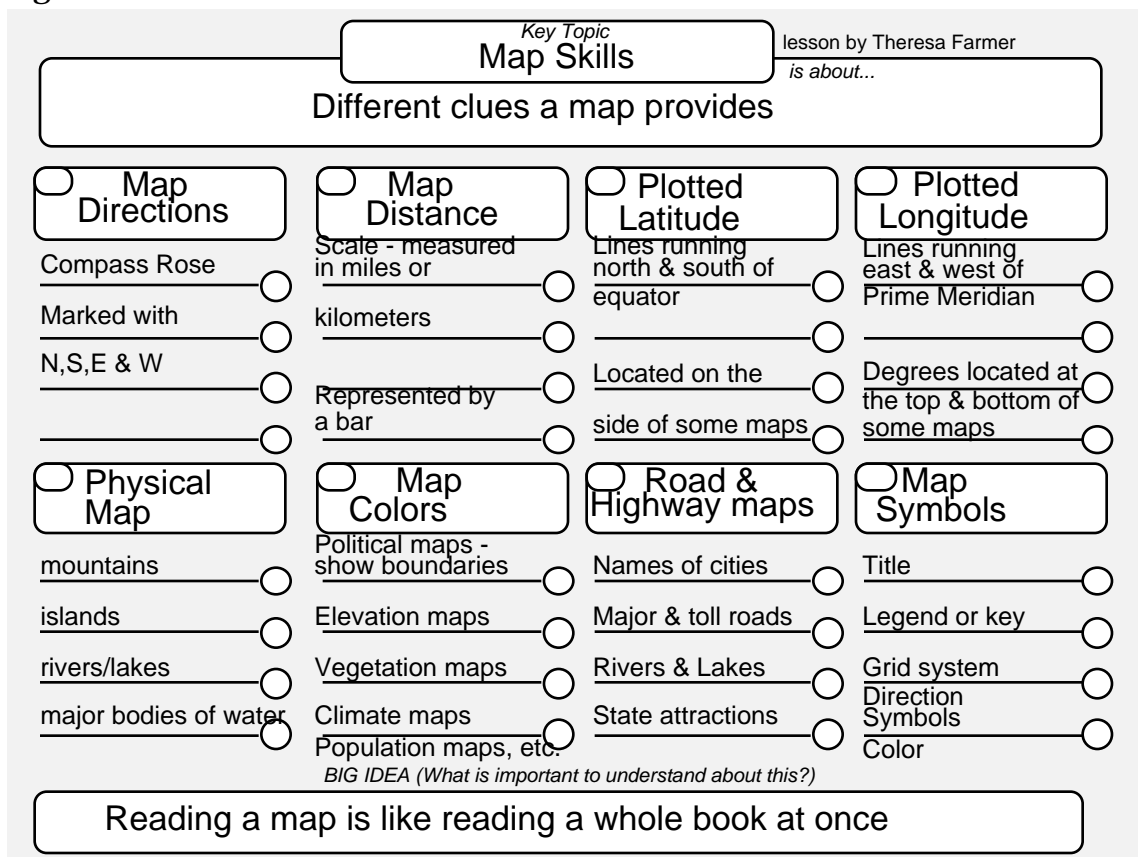 Key Topic
Map Skills
lesson by Theresa Farmer
is about...
Different clues a map provides
Map
Directions
Compass Rose
Marked with
N,S,E & W
Map
Distance
Scale - measured
in miles or
kilometers
Represented by
a bar
Plotted
Latitude
Lines running
north & south of
equator
Located on the
side of some maps
Plotted
Longitude
Lines running
east & west of
Prime Meridian
Degrees located at
the top & bottom of
some maps
Physical
Map
mountains
islands
rivers/lakes
major bodies of water
Map
Colors
Political maps -
show boundaries
Elevation maps
Vegetation maps
Climate maps
Population maps, etc.
Road &
Highway maps
Names of cities
Major & toll roads
Rivers & Lakes
State attractions
Map
Symbols
Title
Legend or key
Grid system
Direction
Symbols
Color
BIG IDEA (What is important to understand about this?)
Reading a map is like reading a whole book at once